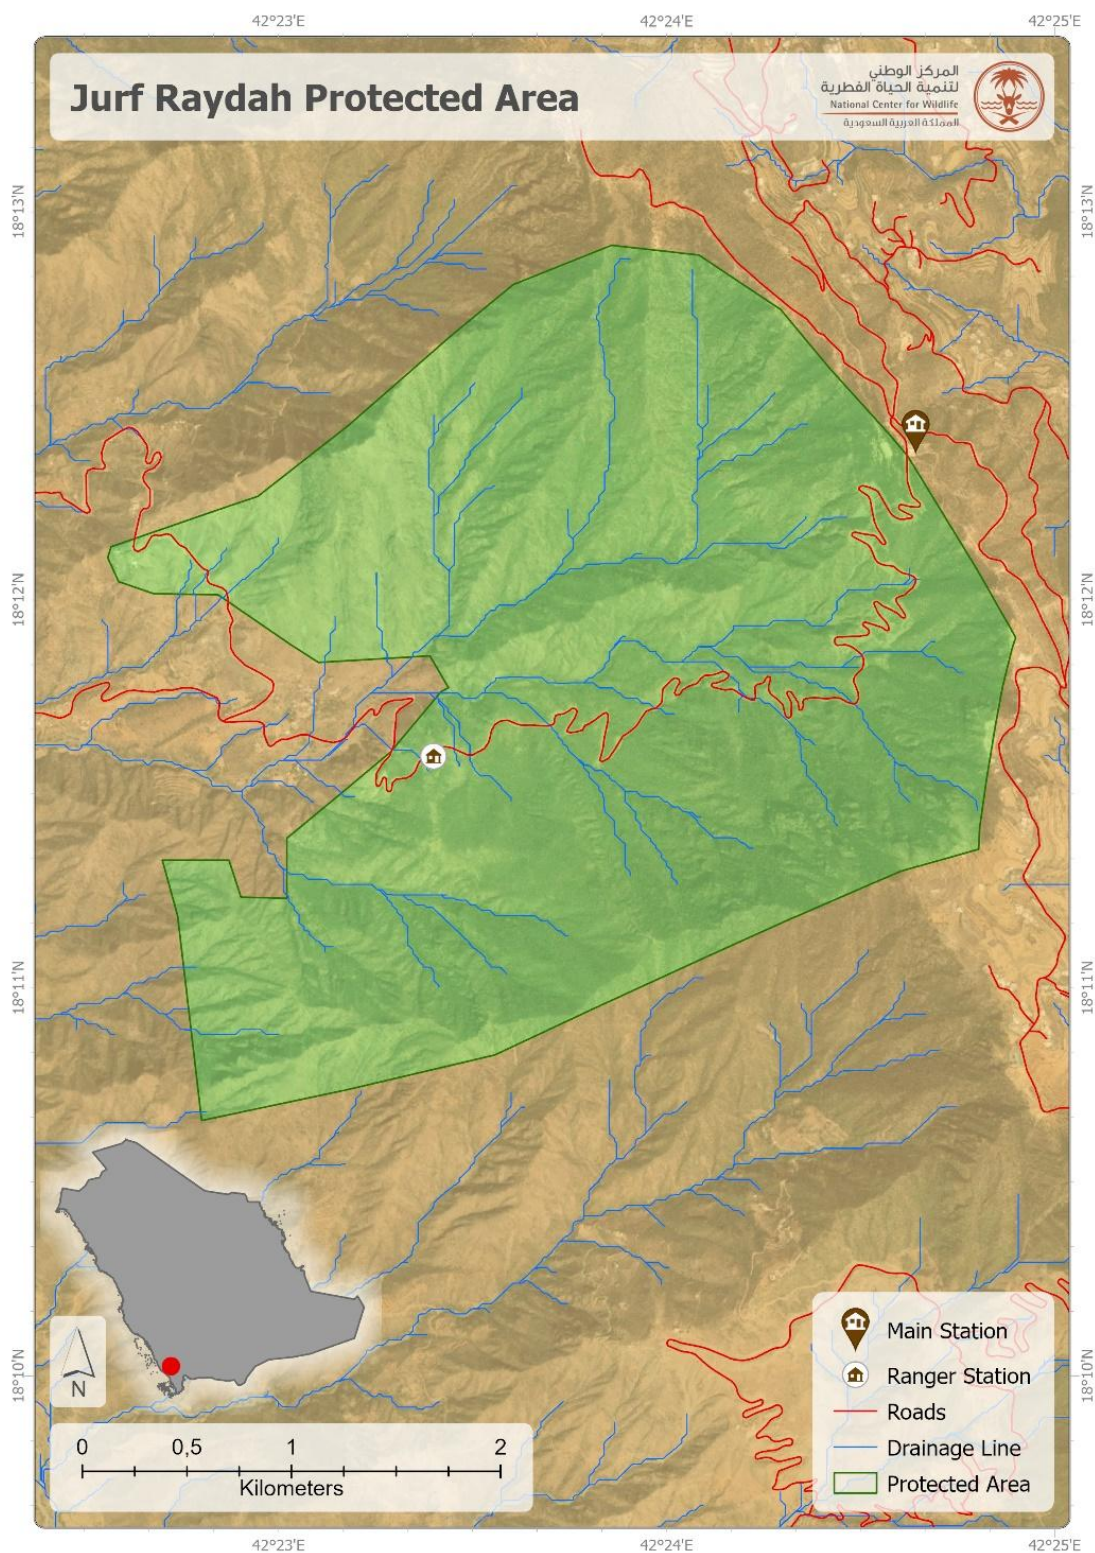 42°23'E
42°24'E
42°25'E
Jurf Raydah Protected Area
المركز الوطني
لتنمية الحياة الفطرية
National Center for Wildlife
المملكة العربية السعودية
18°13'N
18°13'N
18°12'N
18°12'N
18°11'N
18°11'N
18°10'N
18°10'N
N
0 0,5 1 2
Kilometers
Main Station
Ranger Station
Roads
Drainage Line
Protected Area
42°23'E
42°24'E
42°25'E